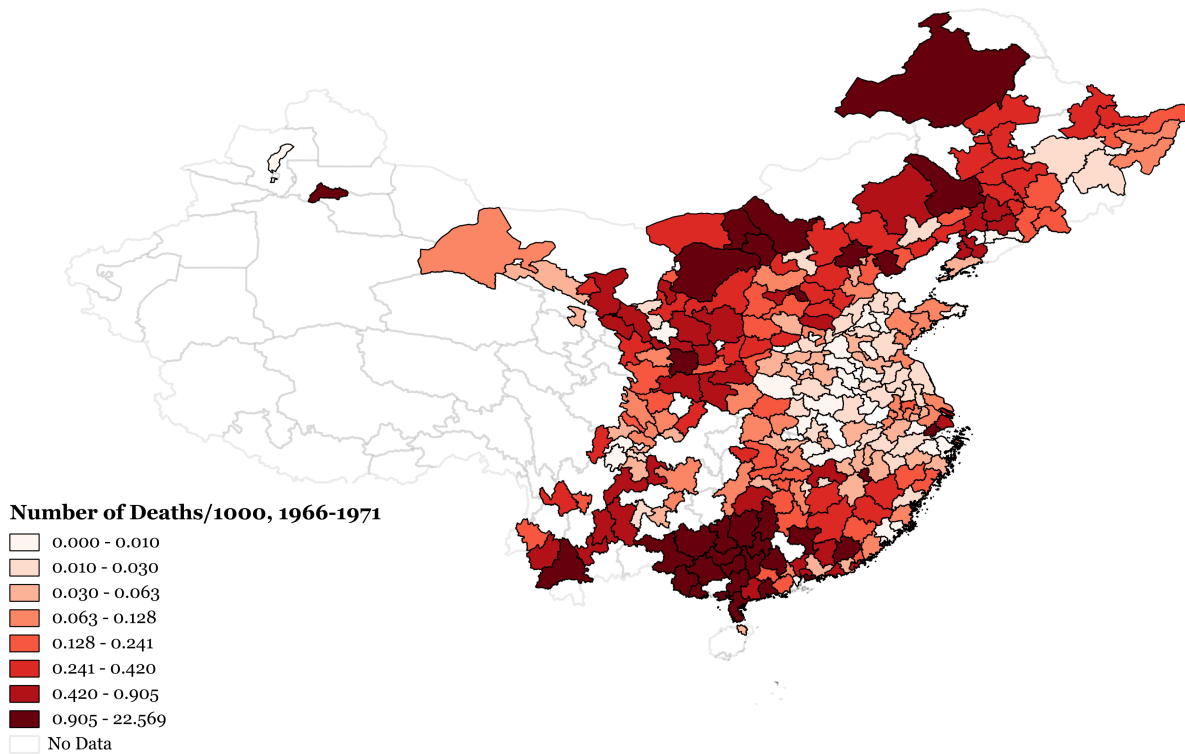 Number of Deaths/1000, 1966-1971
0.000 - 0.010
0.010 - 0.030
0.030 - 0.063
0.063 - 0.128
0.128 - 0.241
0.241 - 0.420
0.420 - 0.905
0.905 - 22.569
No Data